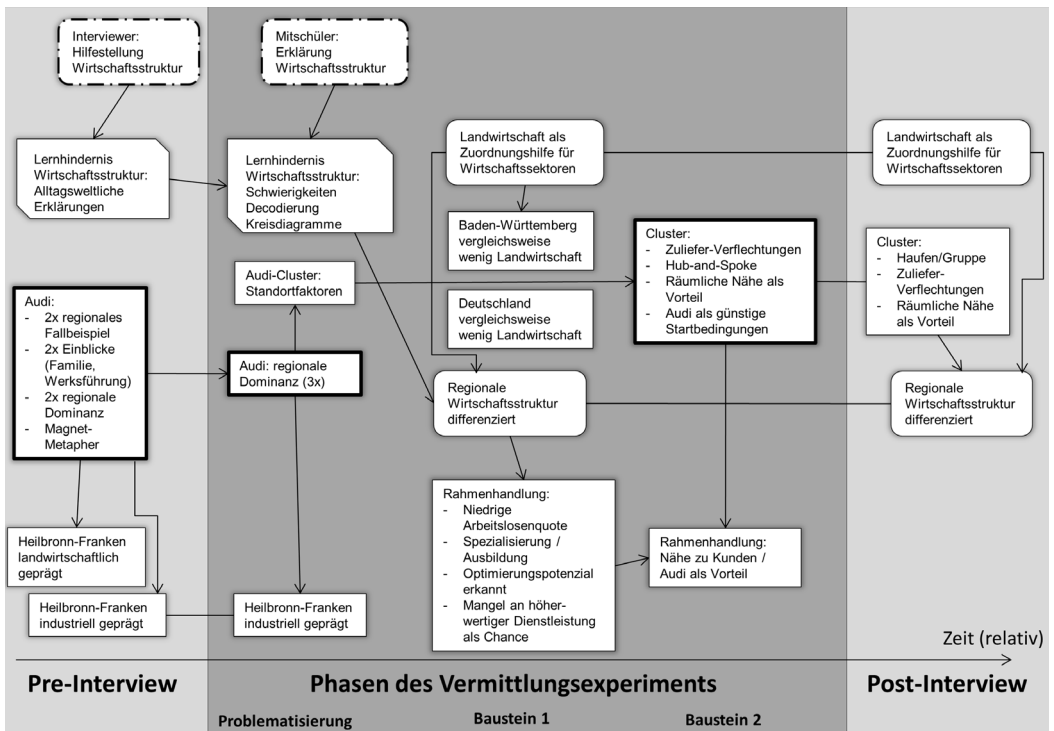 Interviewer:
Hilfestellung
Wirtschaftsstruktur
Lernhindernis
Wirtschaftsstruktur:
Alltagsweltliche
Erklärungen
Audi:
- 2x regionales
Fallbeispiel
- 2x Einblicke
(Familie,
Werksführung)
- 2x regionale
Dominanz
- Magnet-
Metapher
Heilbronn-Franken
landwirtschaftlich
geprägt
Heilbronn-Franken
industriell geprägt
Mitschüler:
Erklärung
Wirtschaftsstruktur
Lernhindernis
Wirtschaftsstruktur:
Schwierigkeiten
Decodierung
Kreisdiagramme
Audi-Cluster:
Standortfaktoren
Audi: regionale
Dominanz (3x)
Heilbronn-Franken
industriell geprägt
Landwirtschaft als
Zuordnungshilfe für
Wirtschaftssektoren
Baden-Württemberg
vergleichsweise
wenig Landwirtschaft
Deutschland
vergleichsweise
wenig Landwirtschaft
Regionale
Wirtschaftsstruktur
differenziert
Rahmenhandlung:
- Niedrige
Arbeitslosenquote
- Spezialisierung /
Ausbildung
- Optimierungspotenzial
erkannt
- Mangel an höher-
wertiger Dienstleistung
als Chance
Cluster:
- Zuliefer-Verflechtungen
- Hub-and-Spoke
- Räumliche Nähe als
Vorteil
- Audi als günstige
Startbedingungen
Rahmenhandlung:
Nähe zu Kunden /
Audi als Vorteil
Landwirtschaft als
Zuordnungshilfe für
Wirtschaftssektoren
Cluster:
- Haufen/Gruppe
- Zuliefer-
Verflechtungen
- Räumliche Nähe
als Vorteil
Regionale
Wirtschaftsstruktur
differenziert
Zeit (relativ)
Pre-Interview
Phasen des Vermittlungsexperiments
Post-Interview
Problematisierung
Baustein 1
Baustein 2